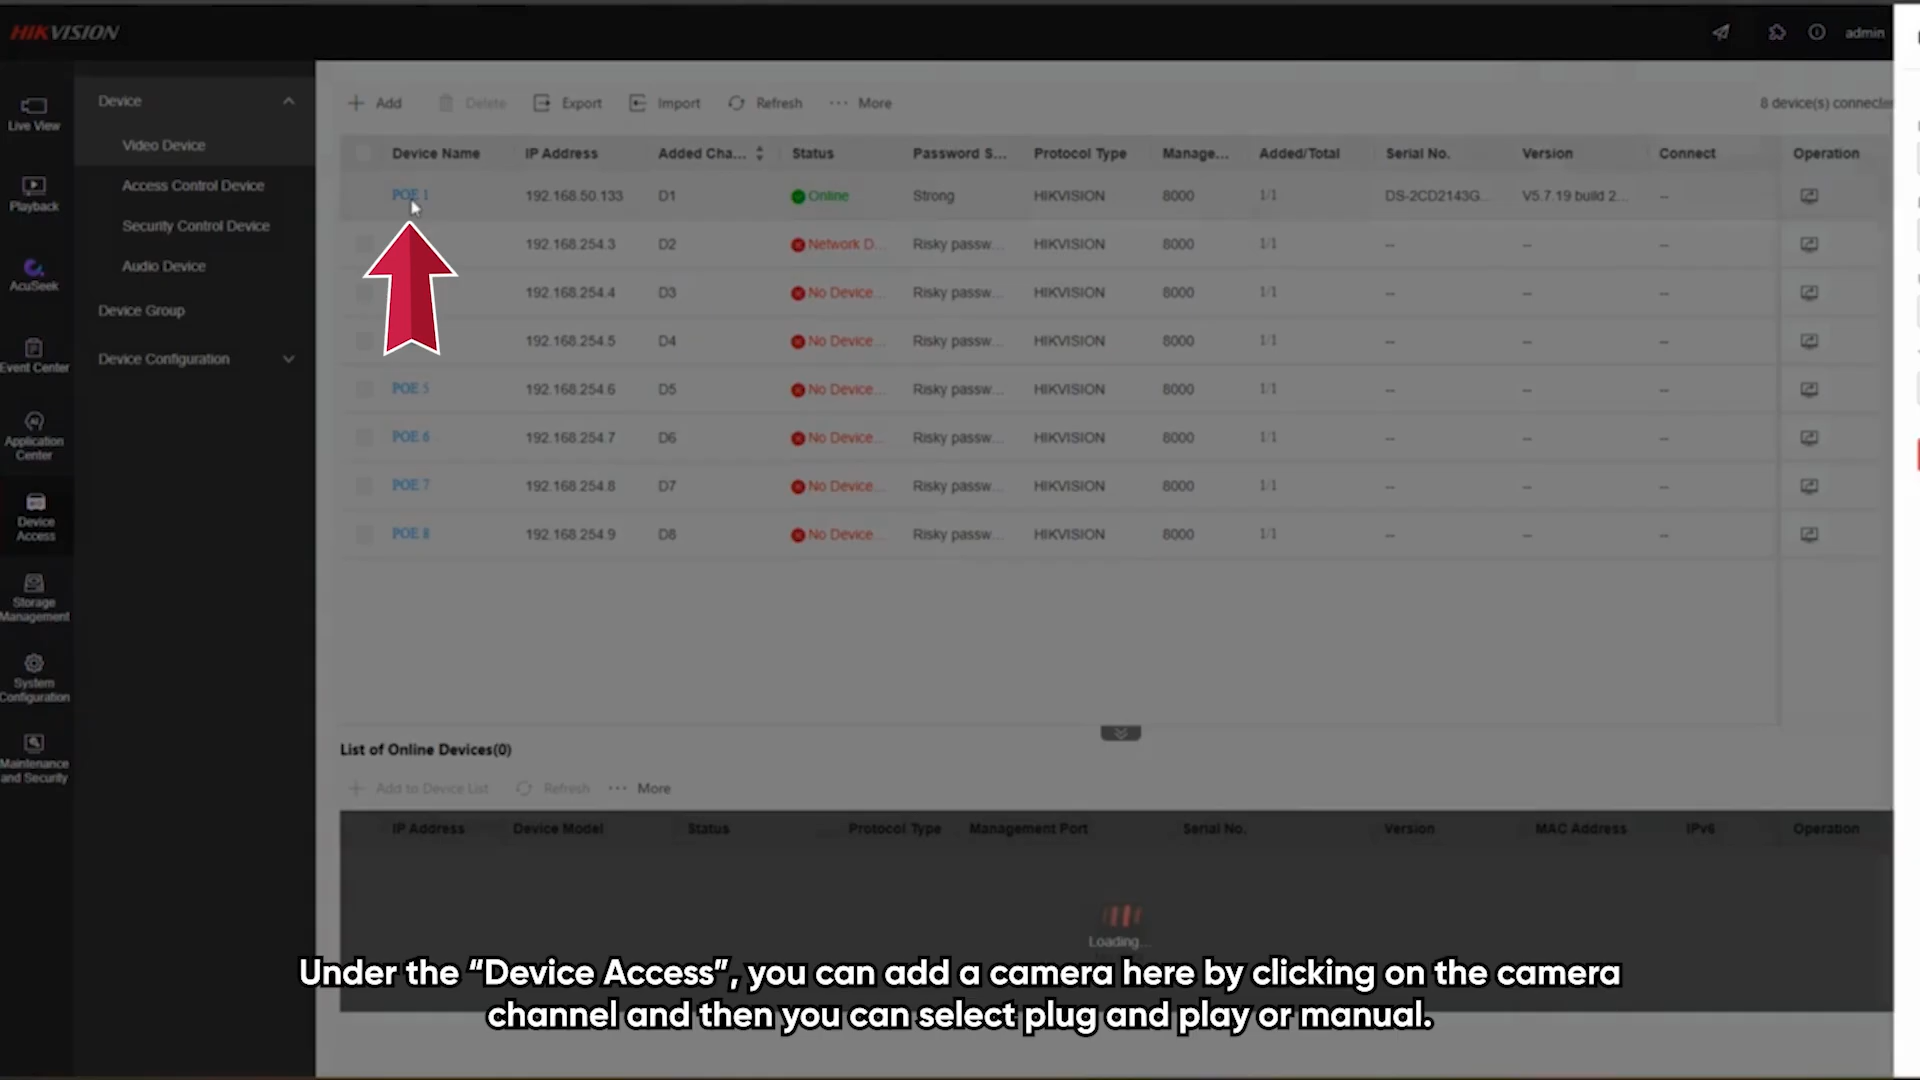 HIKVISION
admin
Live View
Playback
AcuSeek
Event Center
Application
Center
Device
Access
Storage
Management
System
Configuration
Maintenance
and Security
Device
Video Device
Access Control Device
Security Control Device
Audio Device
Device Group
Device Configuration
Add Delete Export Import Refresh ··· More 8 device(s) connecte
Device Name IP Address Added Cha... Status Password S... Protocol Type Manage... Added/Total Serial No. Version Connect Operation
POE 1 192.168.50.133 D1 Online Strong HIKVISION 8000 1/1 DS-2CD2143G... V5.7.19 build 2... --
192.168.254.3 D2 Network D... Risky passw... HIKVISION 8000 1/1 -- -- --
192.168.254.4 D3 No Device... Risky passw... HIKVISION 8000 1/1 -- -- --
192.168.254.5 D4 No Device... Risky passw... HIKVISION 8000 1/1 -- -- --
POE 5 192.168.254.6 D5 No Device... Risky passw... HIKVISION 8000 1/1 -- -- --
POE 6 192.168.254.7 D6 No Device... Risky passw... HIKVISION 8000 1/1 -- -- --
POE 7 192.168.254.8 D7 No Device... Risky passw... HIKVISION 8000 1/1 -- -- --
POE 8 192.168.254.9 D8 No Device... Risky passw... HIKVISION 8000 1/1 -- -- --
List of Online Devices(0)
Add to Device List Refresh ··· More
IP Address Device Model Status Protocol Type Management Port Serial No. Version MAC Address IPv6 Operation
Loading...
Under the “Device Access”, you can add a camera here by clicking on the camera
channel and then you can select plug and play or manual.